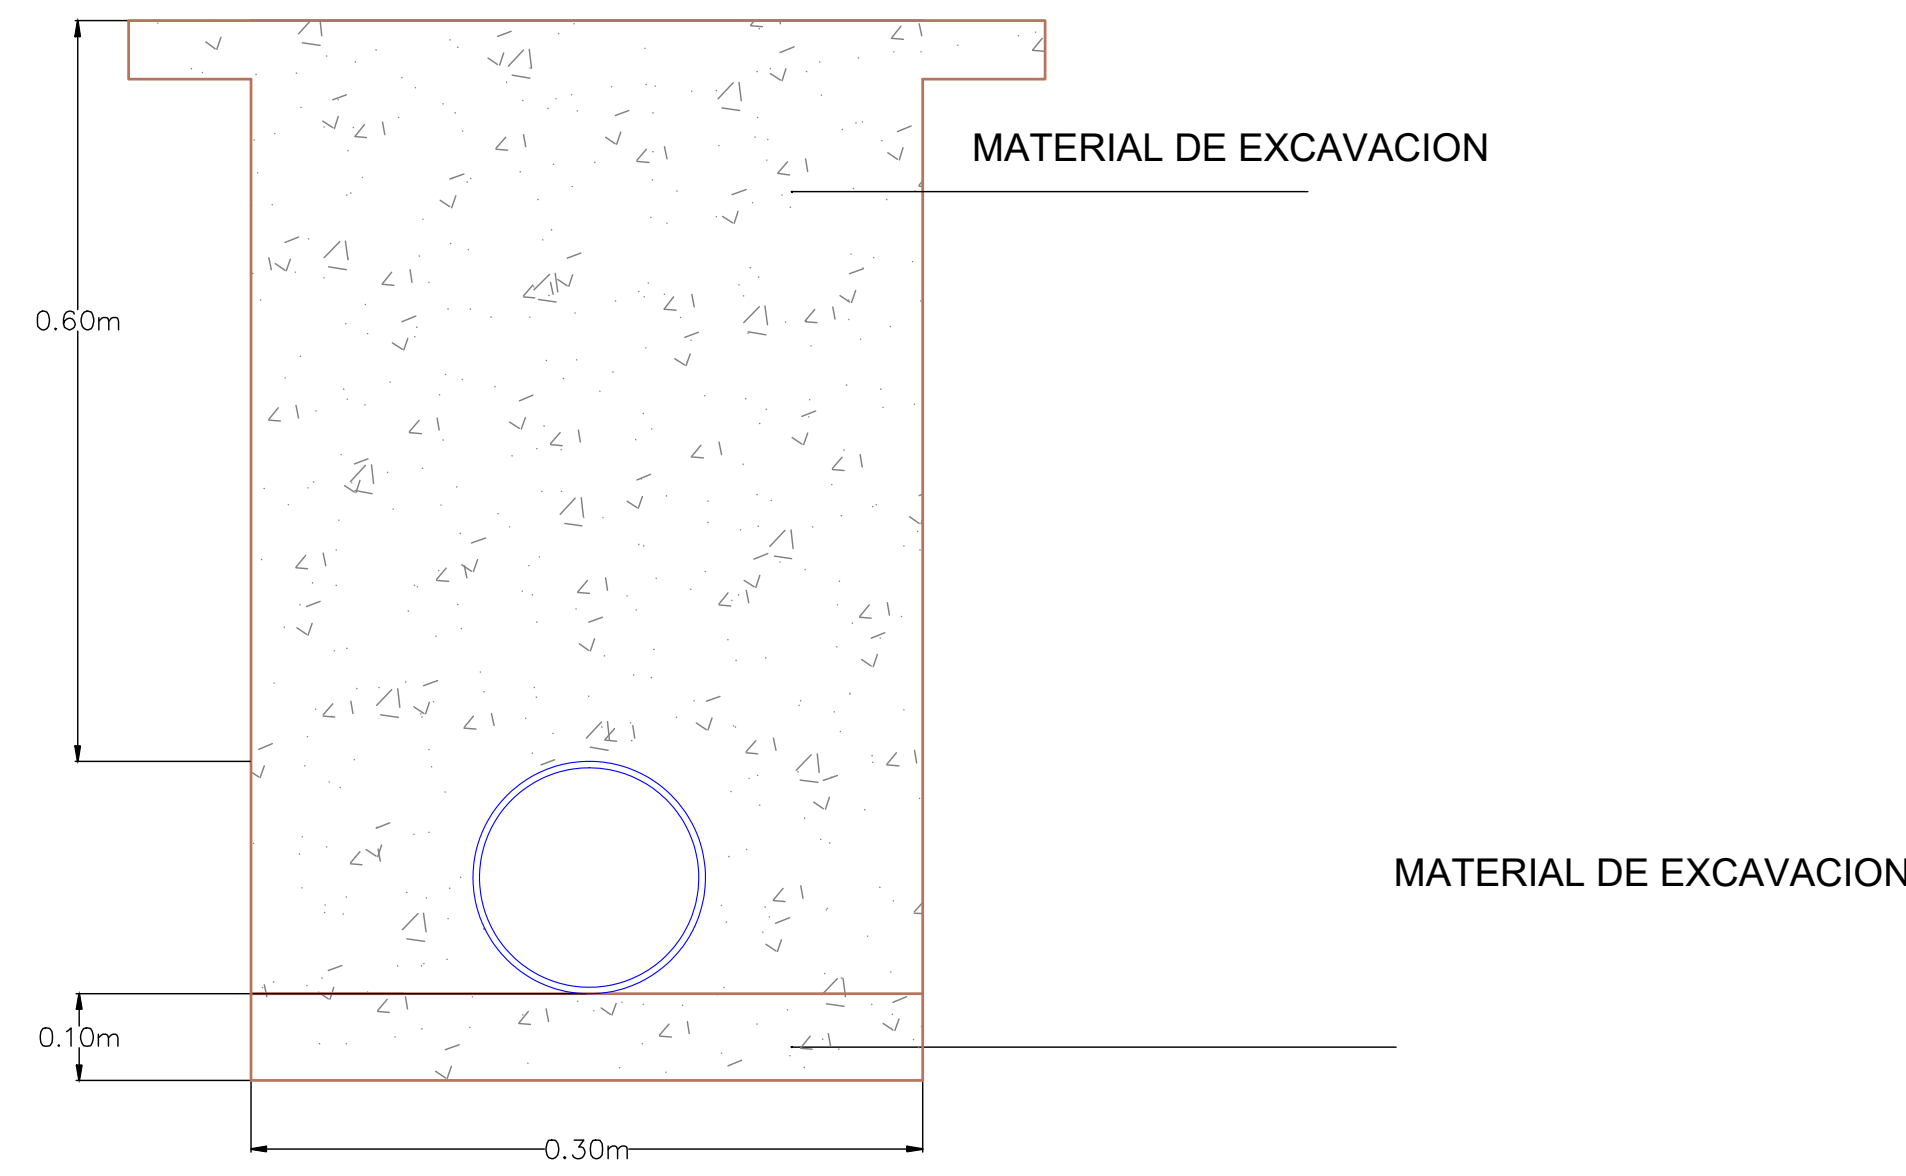 MATERIAL DE EXCAVACION
0.60m
MATERIAL DE EXCAVACION
0.10m
0.30m